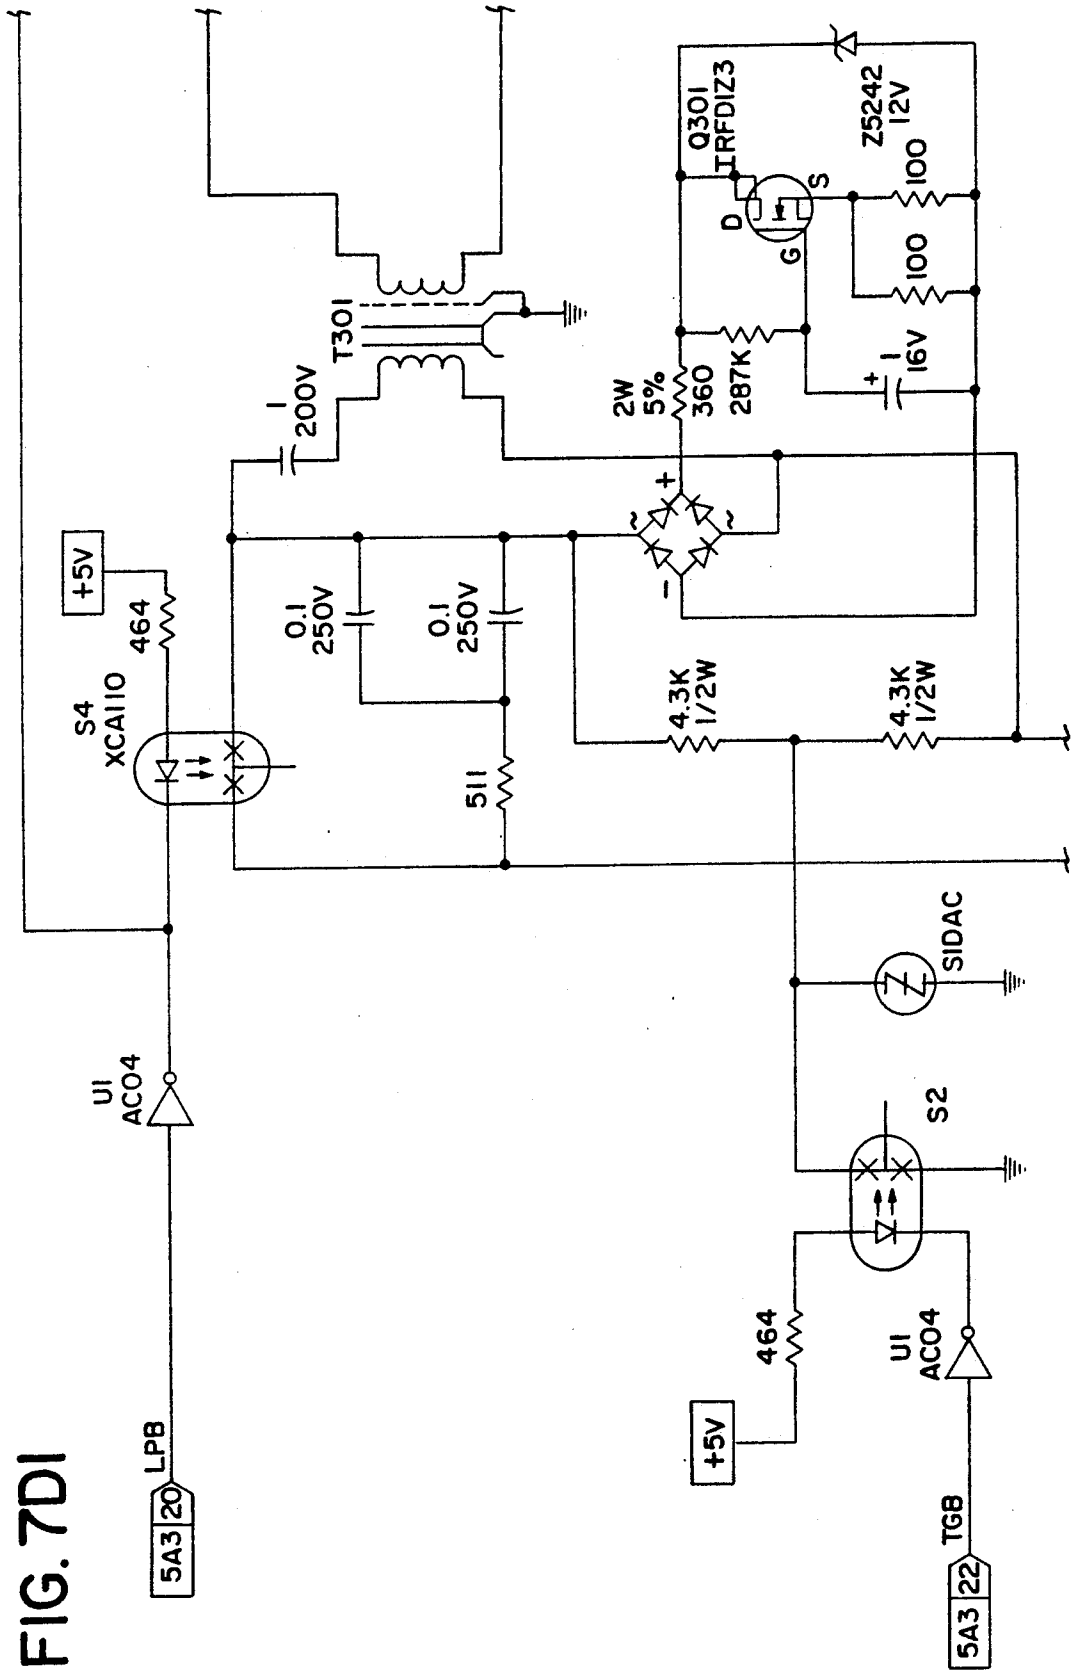 FIG. 7D1
5A3 20
LPB
U1
AC04
S4
XCA110
464
+5V
1
200V
T301
0.1
250V
0.1
250V
511
4.3K
1/2W
4.3K
1/2W
~
+
-
~
2W
5%
360
287K
+
1
16V
Q301
IRFD1Z3
D
G
S
100
100
Z5242
12V
SIDAC
S2
+5V
464
U1
AC04
5A3 22
TGB